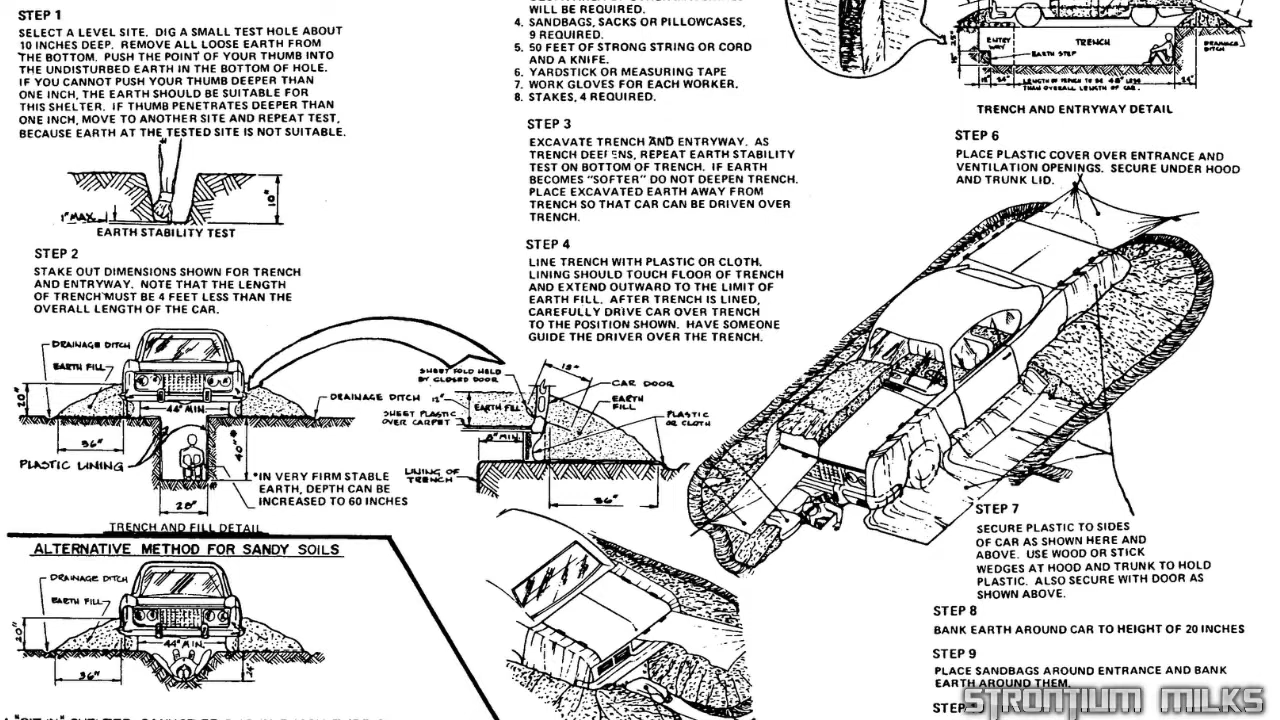 STEP 1
SELECT A LEVEL SITE. DIG A SMALL TEST HOLE ABOUT
10 INCHES DEEP. REMOVE ALL LOOSE EARTH FROM
THE BOTTOM. PUSH THE POINT OF YOUR THUMB INTO
THE UNDISTURBED EARTH IN THE BOTTOM OF HOLE.
IF YOU CANNOT PUSH YOUR THUMB DEEPER THAN
ONE INCH, THE EARTH SHOULD BE SUITABLE FOR
THIS SHELTER. IF THUMB PENETRATES DEEPER THAN
ONE INCH, MOVE TO ANOTHER SITE AND REPEAT TEST,
BECAUSE EARTH AT THE TESTED SITE IS NOT SUITABLE.
10"
1" MAX.
EARTH STABILITY TEST
STEP 2
STAKE OUT DIMENSIONS SHOWN FOR TRENCH
AND ENTRYWAY. NOTE THAT THE LENGTH
OF TRENCH MUST BE 4 FEET LESS THAN THE
OVERALL LENGTH OF THE CAR.
DRAINAGE DITCH
EARTH FILL
20"
44" MIN.
DRAINAGE DITCH
36"
40"*
PLASTIC LINING
28"
*IN VERY FIRM STABLE
EARTH, DEPTH CAN BE
INCREASED TO 60 INCHES
TRENCH AND FILL DETAIL
ALTERNATIVE METHOD FOR SANDY SOILS
DRAINAGE DITCH
EARTH FILL
20"
44" MIN.
36"
WILL BE REQUIRED.
4. SANDBAGS, SACKS OR PILLOWCASES,
9 REQUIRED.
5. 50 FEET OF STRONG STRING OR CORD
AND A KNIFE.
6. YARDSTICK OR MEASURING TAPE
7. WORK GLOVES FOR EACH WORKER.
8. STAKES, 4 REQUIRED.
STEP 3
EXCAVATE TRENCH AND ENTRYWAY. AS
TRENCH DEEPENS, REPEAT EARTH STABILITY
TEST ON BOTTOM OF TRENCH. IF EARTH
BECOMES "SOFTER" DO NOT DEEPEN TRENCH.
PLACE EXCAVATED EARTH AWAY FROM
TRENCH SO THAT CAR CAN BE DRIVEN OVER
TRENCH.
STEP 4
LINE TRENCH WITH PLASTIC OR CLOTH.
LINING SHOULD TOUCH FLOOR OF TRENCH
AND EXTEND OUTWARD TO THE LIMIT OF
EARTH FILL. AFTER TRENCH IS LINED,
CAREFULLY DRIVE CAR OVER TRENCH
TO THE POSITION SHOWN. HAVE SOMEONE
GUIDE THE DRIVER OVER THE TRENCH.
SHEET FOLD HELD
BY CLOSED DOOR
CAR DOOR
12"
EARTH FILL
EARTH
FILL
SHEET PLASTIC
OVER CARPET
PLASTIC
OR CLOTH
8" MIN.
LINING OF
TRENCH
36"
ENTRY
WAY
TRENCH
EARTH STEP
DRAINAGE
DITCH
LENGTH OF TRENCH TO BE 48" LESS
THAN OVERALL LENGTH OF CAR.
24"
TRENCH AND ENTRYWAY DETAIL
STEP 6
PLACE PLASTIC COVER OVER ENTRANCE AND
VENTILATION OPENINGS. SECURE UNDER HOOD
AND TRUNK LID.
STEP 7
SECURE PLASTIC TO SIDES
OF CAR AS SHOWN HERE AND
ABOVE. USE WOOD OR STICK
WEDGES AT HOOD AND TRUNK TO HOLD
PLASTIC. ALSO SECURE WITH DOOR AS
SHOWN ABOVE.
STEP 8
BANK EARTH AROUND CAR TO HEIGHT OF 20 INCHES
STEP 9
PLACE SANDBAGS AROUND ENTRANCE AND BANK
EARTH AROUND THEM.
STEP
STRONTIUM MILKS